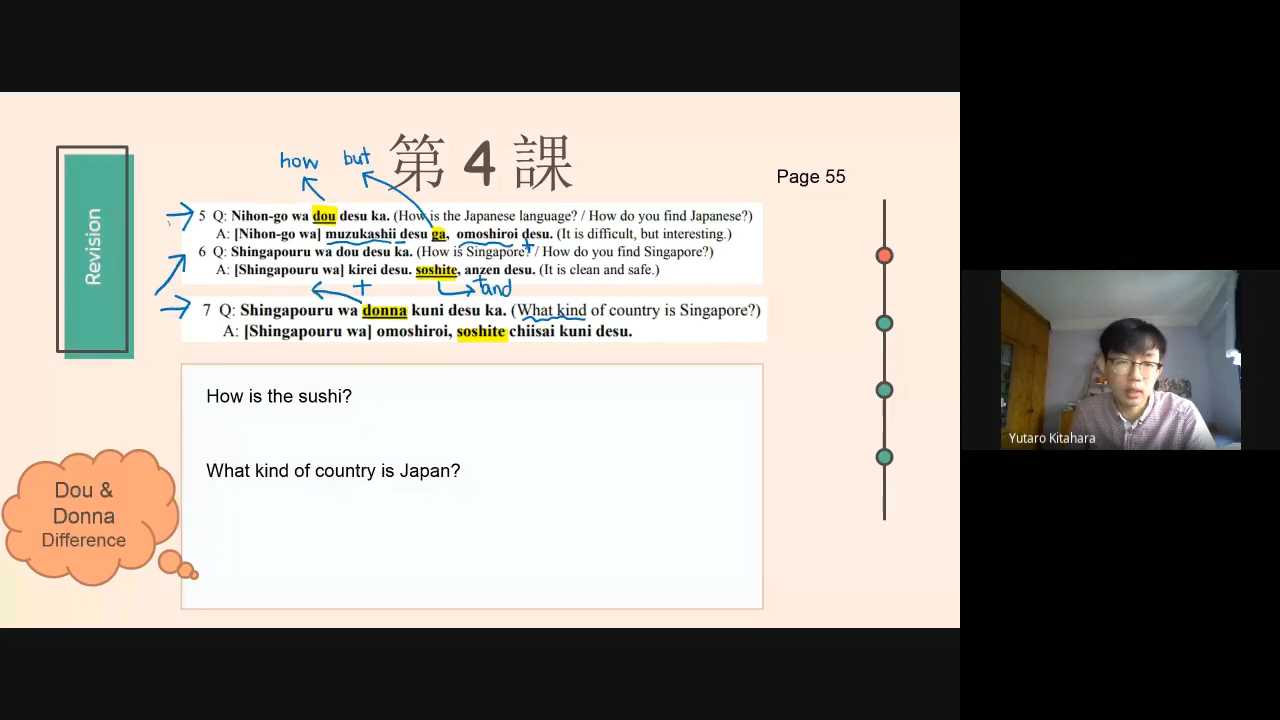 how but
第4課
Page 55
Revision
5 Q: Nihon-go wa dou desu ka. (How is the Japanese language? / How do you find Japanese?)
A: [Nihon-go wa] muzukashii desu ga, omoshiroi desu. (It is difficult, but interesting.)
6 Q: Shingapouru wa dou desu ka. (How is Singapore? / How do you find Singapore?)
A: [Shingapouru wa] kirei desu. soshite, anzen desu. (It is clean and safe.)
+ and
7 Q: Shingapouru wa donna kuni desu ka. (What kind of country is Singapore?)
A: [Shingapouru wa] omoshiroi, soshite chiisai kuni desu.
How is the sushi?
What kind of country is Japan?
Dou &
Donna
Difference
Yutaro Kitahara